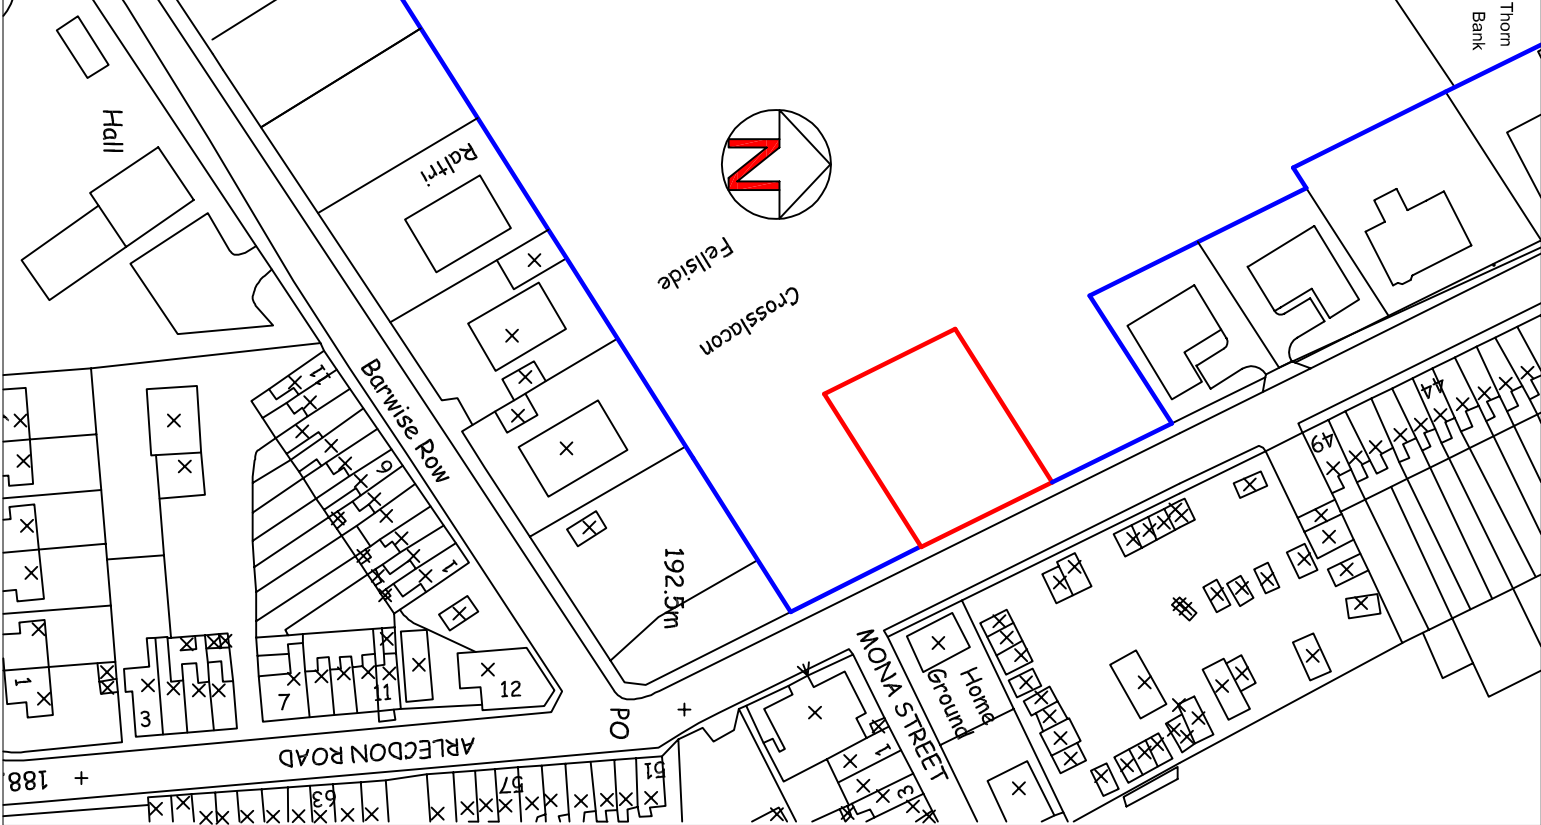 Thorn
Bank
Hall
Raltri
N
Fellside
Crosslacon
Barwise Row
11
6
1
44
49
192.5m
MONA STREET
Home
Ground
1
3
7
11
12
PO
1
3
ARLECDON ROAD
188.
63
57
51